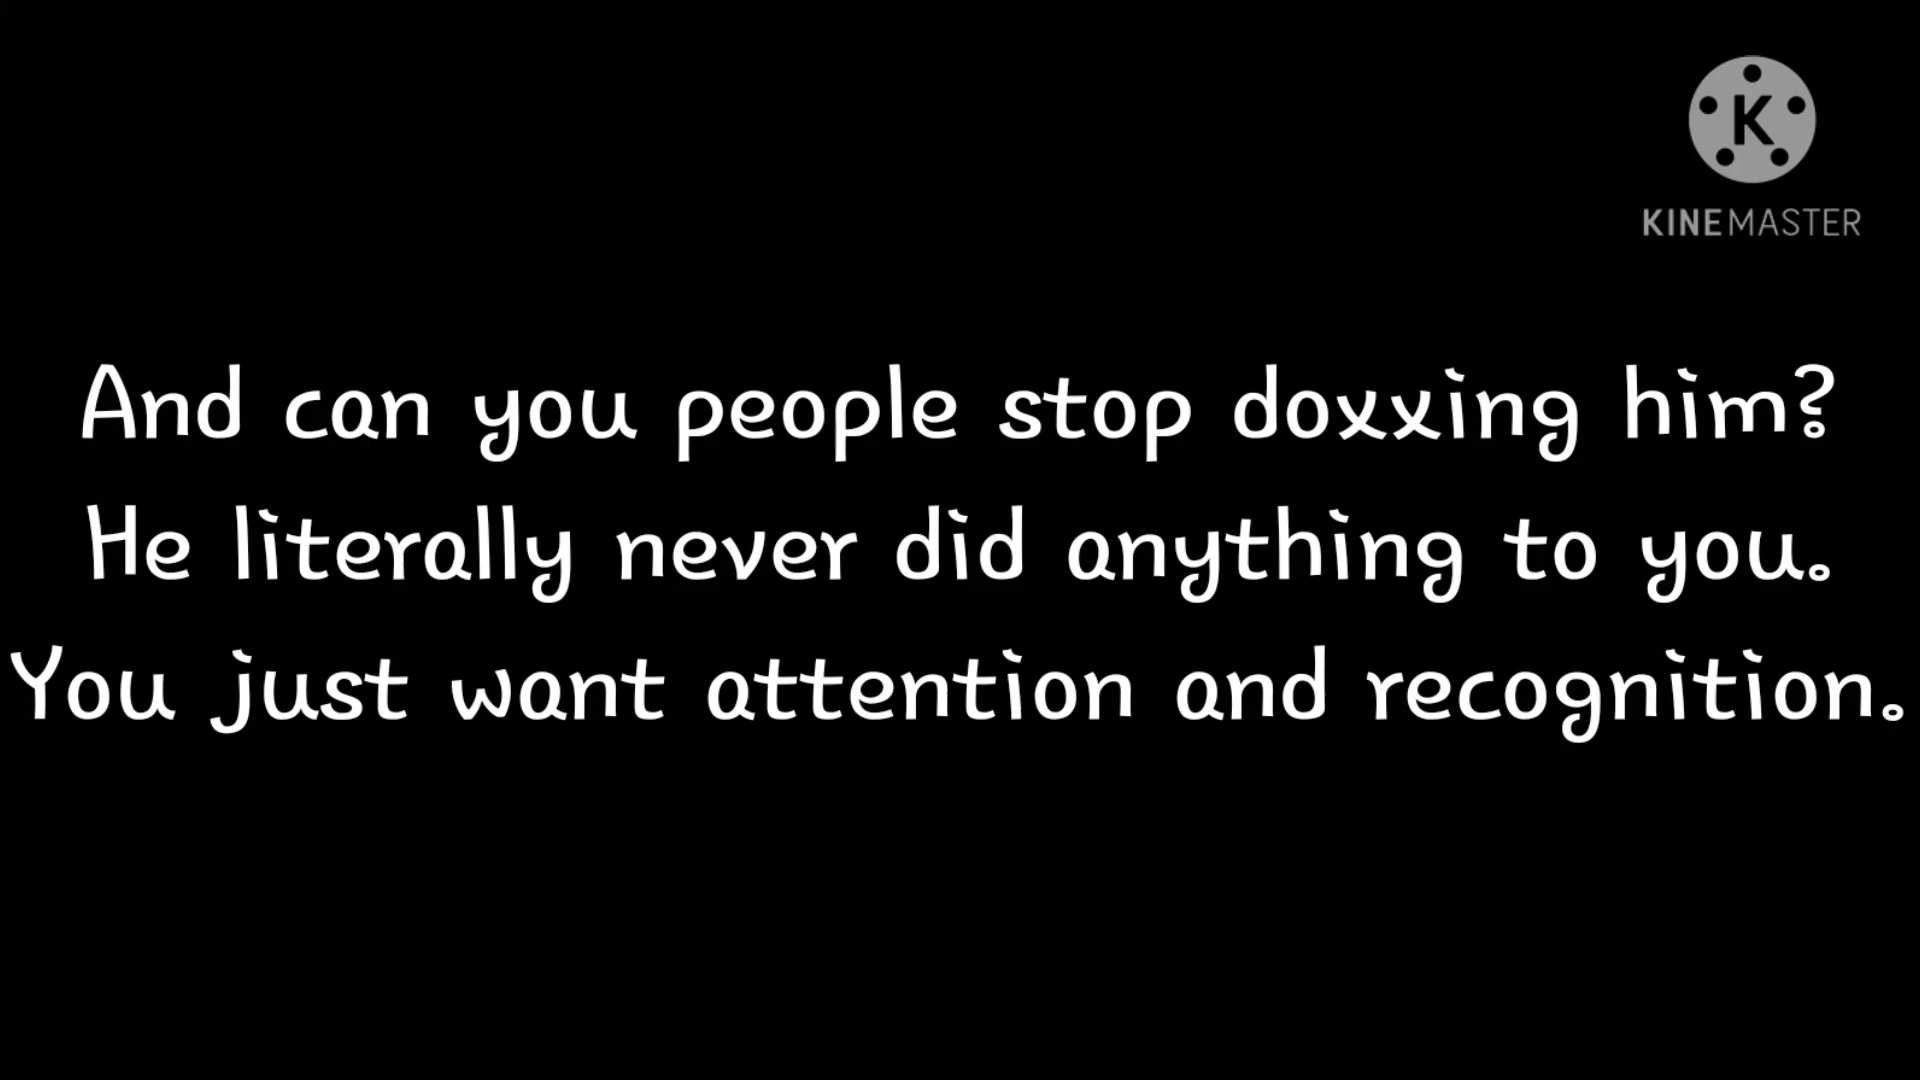 K
KINEMASTER
And can you people stop doxxing him?
He literally never did anything to you.
You just want attention and recognition.